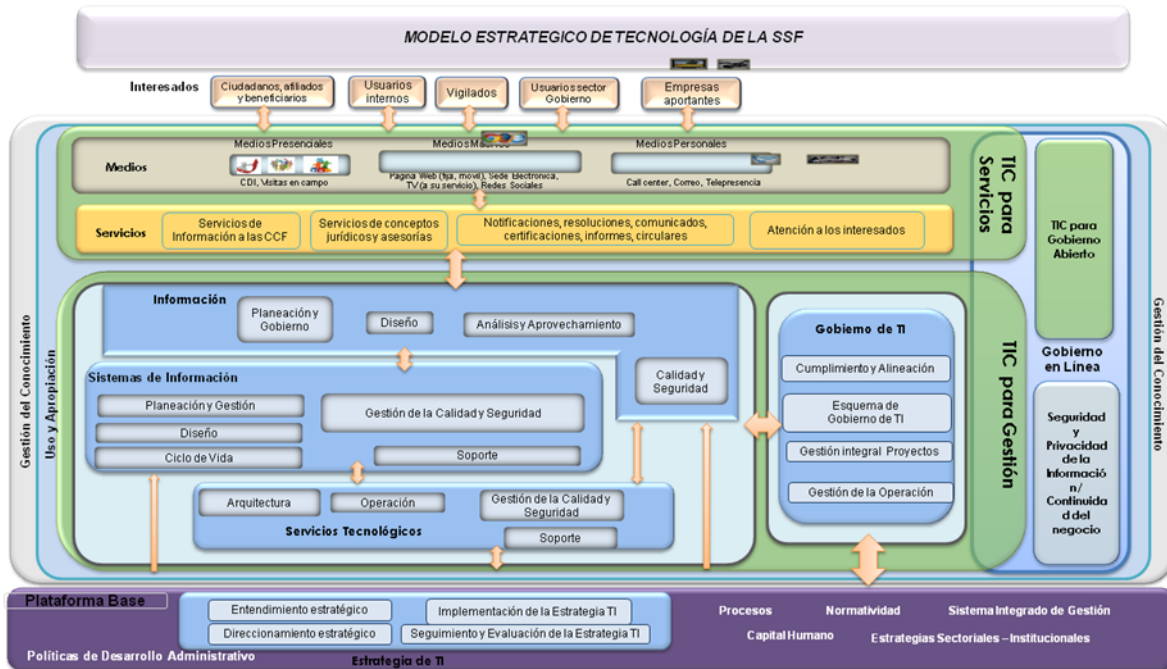 MODELO ESTRATEGICO DE TECNOLOGÍA DE LA SSF
Interesados
Ciudadanos, afiliados
y beneficiarios
Usuarios
internos
Vigilados
Usuarios sector
Gobierno
Empresas
aportantes
Medios
Medios Presenciales
CDI, Visitas en campo
Medios
Página Web (fija, móvil), Sede Electrónica,
TV (a su servicio), Redes Sociales
Medios Personales
Call center, Correo, Telepresencia
TIC para
Servicios
Servicios
Servicios de
Información a las CCF
Servicios de conceptos
jurídicos y asesorías
Notificaciones, resoluciones, comunicados,
certificaciones, informes, circulares
Atención a los interesados
TIC para
Gobierno
Abierto
Gestión del Conocimiento
Uso y Apropiación
Información
Planeación y
Gobierno
Diseño
Análisis y Aprovechamiento
Calidad y
Seguridad
Sistemas de Información
Planeación y Gestión
Diseño
Ciclo de Vida
Gestión de la Calidad y Seguridad
Soporte
Arquitectura
Operación
Gestión de la Calidad y
Seguridad
Servicios Tecnológicos
Soporte
Gobierno de TI
Cumplimiento y Alineación
Esquema de
Gobierno de TI
Gestión integral Proyectos
Gestión de la Operación
TIC para Gestión
Gobierno
en Línea
Seguridad
y
Privacidad
de la
Informació
n/
Continuida
d del
negocio
Gestión del Conocimiento
Plataforma Base
Entendimiento estratégico
Implementación de la Estrategia TI
Direccionamiento estratégico
Seguimiento y Evaluación de la Estrategia TI
Estrategia de TI
Procesos
Normatividad
Sistema Integrado de Gestión
Capital Humano
Estrategias Sectoriales – Institucionales
Políticas de Desarrollo Administrativo